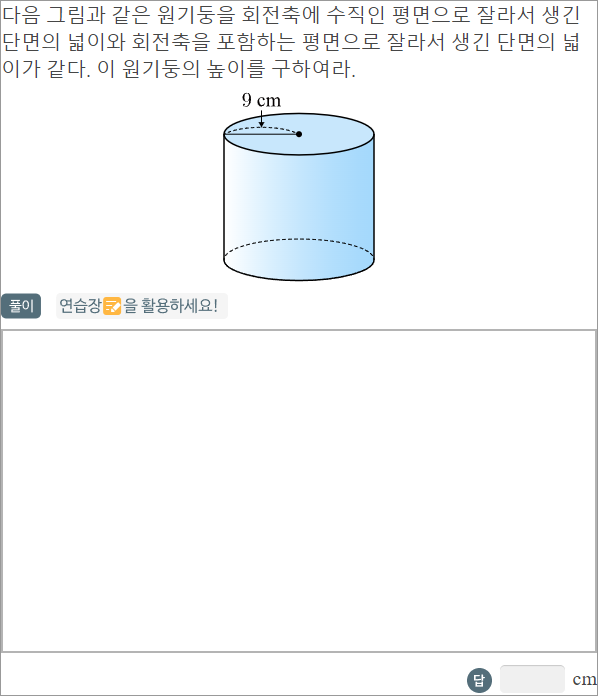 다음 그림과 같은 원기둥을 회전축에 수직인 평면으로 잘라서 생긴
단면의 넓이와 회전축을 포함하는 평면으로 잘라서 생긴 단면의 넓
이가 같다. 이 원기둥의 높이를 구하여라.
9 cm
풀이 연습장을 활용하세요!
답 cm